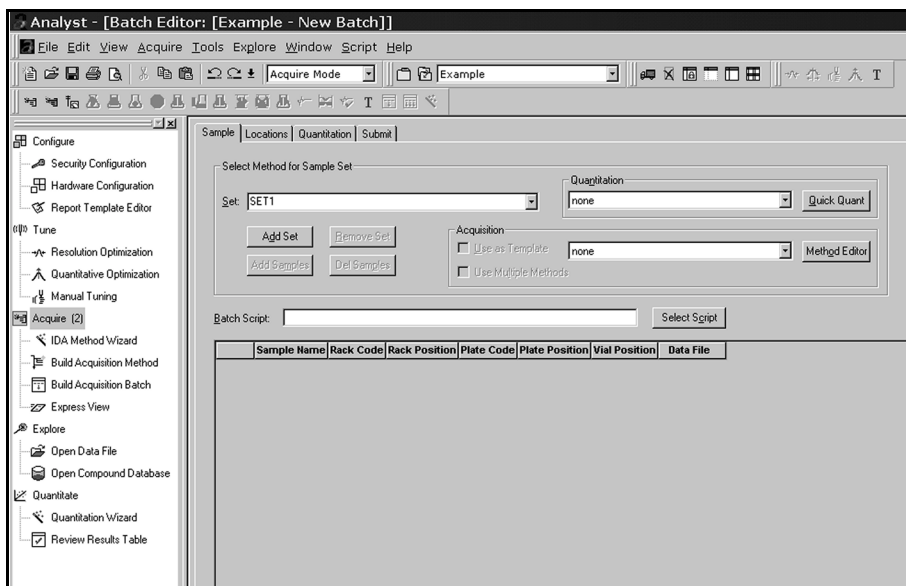 Analyst - [Batch Editor: [Example - New Batch]]
File Edit View Acquire Tools Explore Window Script Help
Acquire Mode Example
T
T
Configure
Security Configuration
Hardware Configuration
Report Template Editor
Tune
Resolution Optimization
Quantitative Optimization
Manual Tuning
Acquire (2)
IDA Method Wizard
Build Acquisition Method
Build Acquisition Batch
Express View
Explore
Open Data File
Open Compound Database
Quantitate
Quantitation Wizard
Review Results Table
Sample Locations Quantitation Submit
Select Method for Sample Set
Set: SET1
Quantitation
none Quick Quant
Add Set Remove Set
Add Samples Del Samples
Acquisition
Use as Template none Method Editor
Use Multiple Methods
Batch Script: Select Script
Sample Name Rack Code Rack Position Plate Code Plate Position Vial Position Data File